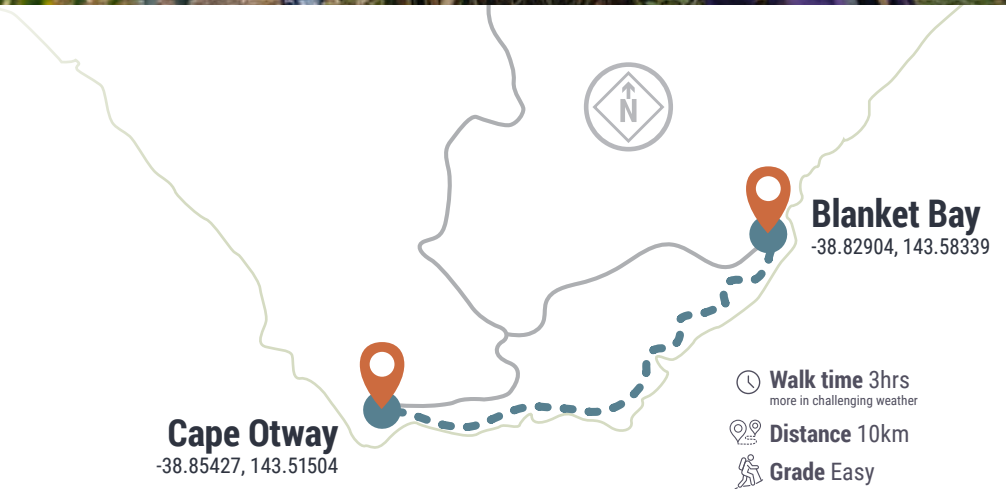 N
Blanket Bay
-38.82904, 143.58339
Cape Otway
-38.85427, 143.51504
Walk time 3hrs
more in challenging weather
Distance 10km
Grade Easy